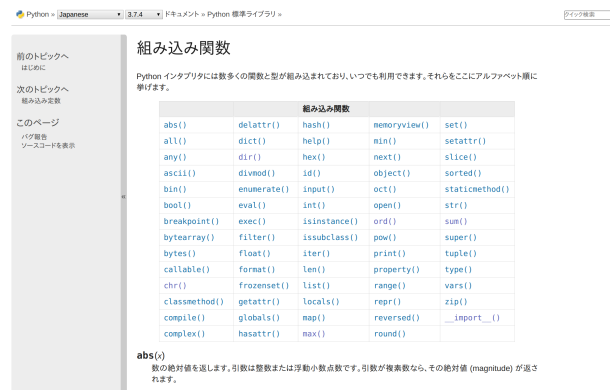 Python » Japanese 3.7.4 ドキュメント » Python 標準ライブラリ »
クイック検索
前のトピックへ
はじめに
次のトピックへ
組み込み定数
このページ
バグ報告
ソースコードを表示
«
組み込み関数
Python インタプリタには数多くの関数と型が組み込まれており、いつでも利用できます。それらをここにアルファベット順に
挙げます。
組み込み関数
abs() delattr() hash() memoryview() set()
all() dict() help() min() setattr()
any() dir() hex() next() slice()
ascii() divmod() id() object() sorted()
bin() enumerate() input() oct() staticmethod()
bool() eval() int() open() str()
breakpoint() exec() isinstance() ord() sum()
bytearray() filter() issubclass() pow() super()
bytes() float() iter() print() tuple()
callable() format() len() property() type()
chr() frozenset() list() range() vars()
classmethod() getattr() locals() repr() zip()
compile() globals() map() reversed() __import__()
complex() hasattr() max() round()
abs(x)
数の絶対値を返します。引数は整数または浮動小数点数です。引数が複素数なら、その絶対値 (magnitude) が返さ
れます。